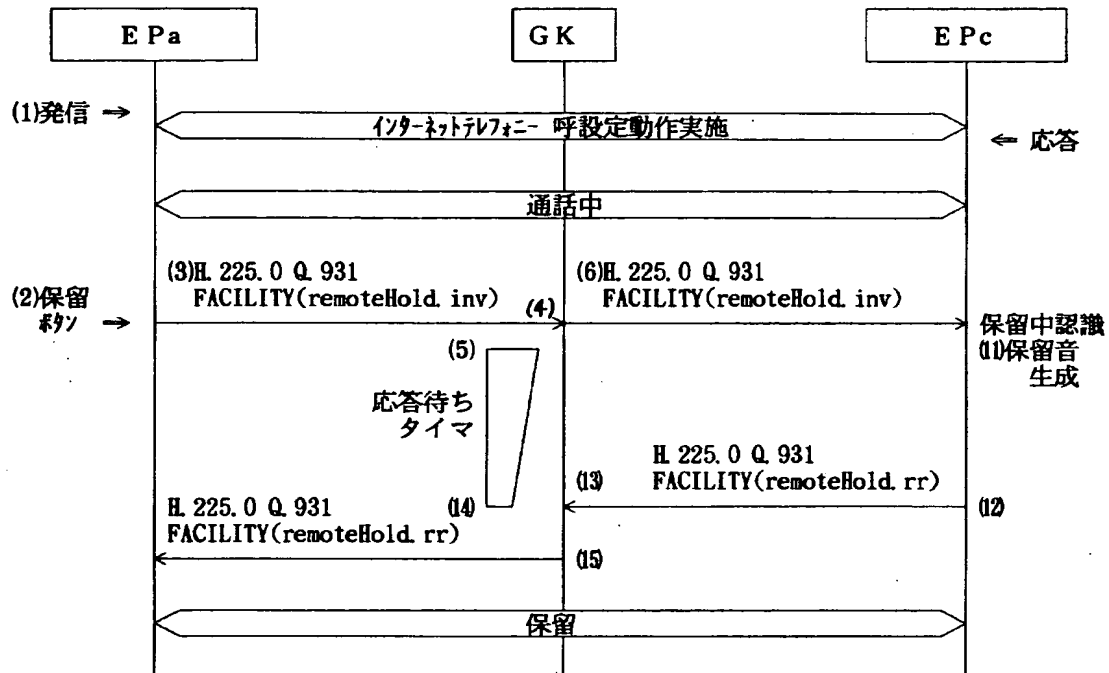 EPa
GK
EPc
(1)発信 ⇒
インターネットテレフォニー 呼設定動作実施
⇐ 応答
通話中
(3)H.225.0 Q.931
FACILITY(remoteHold.inv)
(6)H.225.0 Q.931
FACILITY(remoteHold.inv)
(2)保留
ボタン ⇒
(4)
保留中認識
(11)保留音
生成
(5)
応答待ち
タイマ
H.225.0 Q.931
FACILITY(remoteHold.rr)
(13)
(12)
(14)
H.225.0 Q.931
FACILITY(remoteHold.rr)
(15)
保留